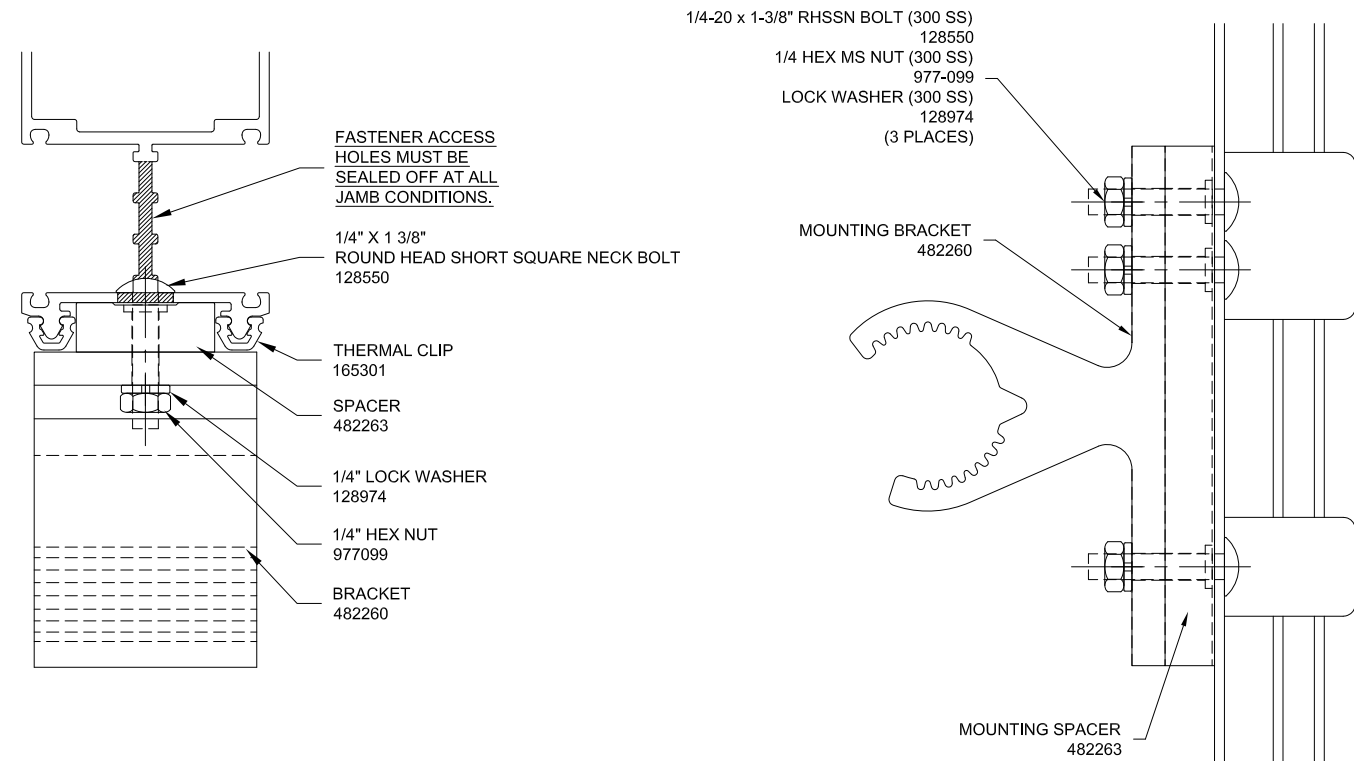 FASTENER ACCESS
HOLES MUST BE
SEALED OFF AT ALL
JAMB CONDITIONS.
1/4" X 1 3/8"
ROUND HEAD SHORT SQUARE NECK BOLT
128550
THERMAL CLIP
165301
SPACER
482263
1/4" LOCK WASHER
128974
1/4" HEX NUT
977099
BRACKET
482260
1/4-20 x 1-3/8" RHSSN BOLT (300 SS)
128550
1/4 HEX MS NUT (300 SS)
977-099
LOCK WASHER (300 SS)
128974
(3 PLACES)
MOUNTING BRACKET
482260
MOUNTING SPACER
482263